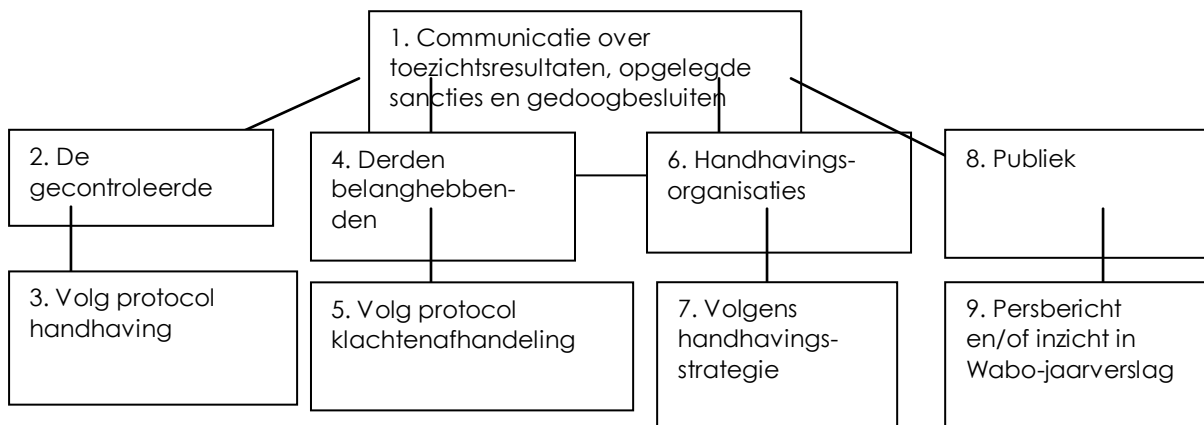 1. Communicatie over
toezichtsresultaten, opgelegde
sancties en gedoogbesluiten
2. De
gecontroleerde
3. Volg protocol
handhaving
4. Derden
belanghebben-
den
5. Volg protocol
klachtenafhandeling
6. Handhavings-
organisaties
7. Volgens
handhavings-
strategie
8. Publiek
9. Persbericht
en/of inzicht in
Wabo-jaarverslag